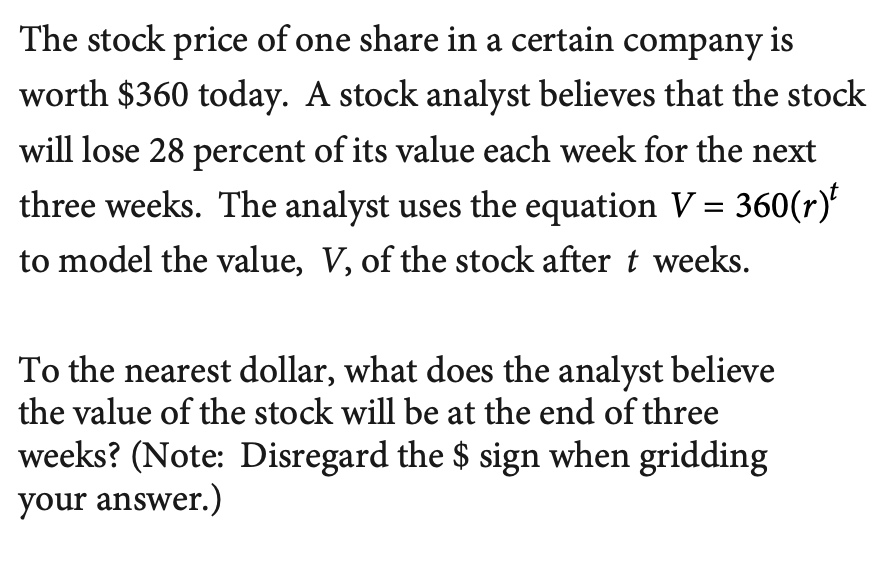 The stock price of one share in a certain company is
worth $360 today. A stock analyst believes that the stock
will lose 28 percent of its value each week for the next
three weeks. The analyst uses the equation V = 360(r)^t
to model the value, V, of the stock after t weeks.
To the nearest dollar, what does the analyst believe
the value of the stock will be at the end of three
weeks? (Note: Disregard the $ sign when gridding
your answer.)